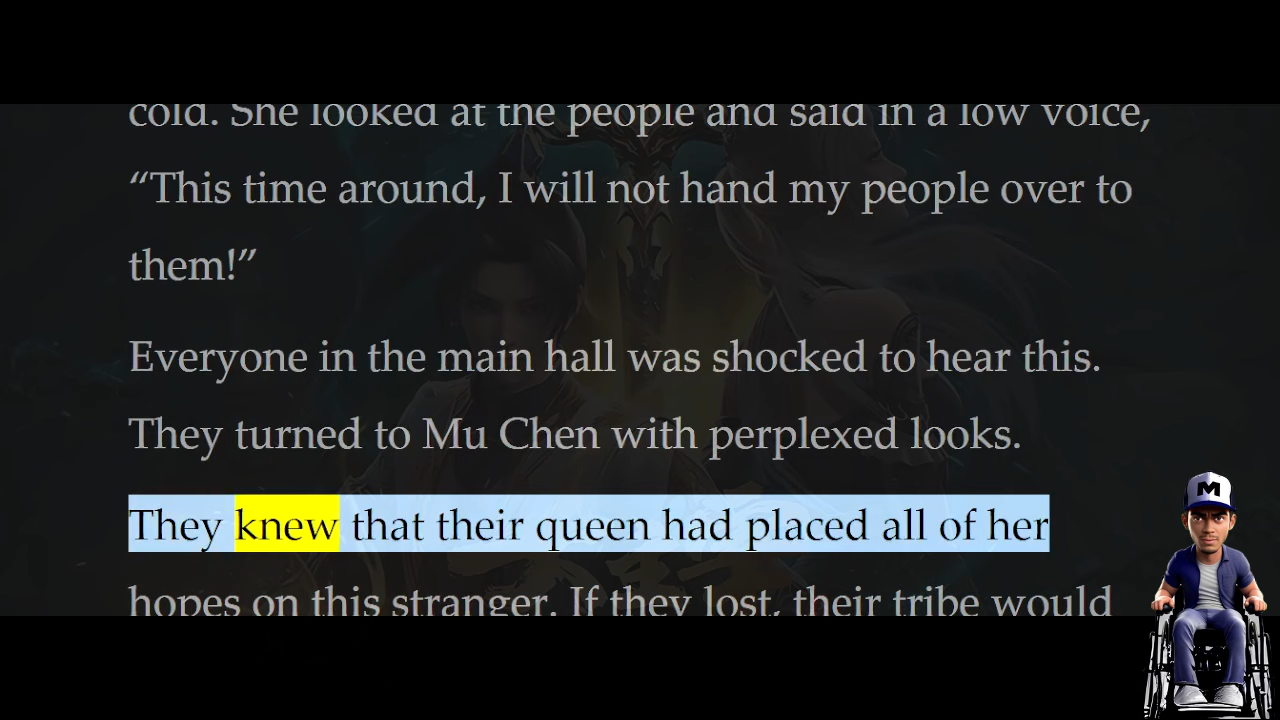 cold. She looked at the people and said in a low voice,
“This time around, I will not hand my people over to
them!”
Everyone in the main hall was shocked to hear this.
They turned to Mu Chen with perplexed looks.
They knew that their queen had placed all of her
hopes on this stranger. If they lost, their tribe would
M
M